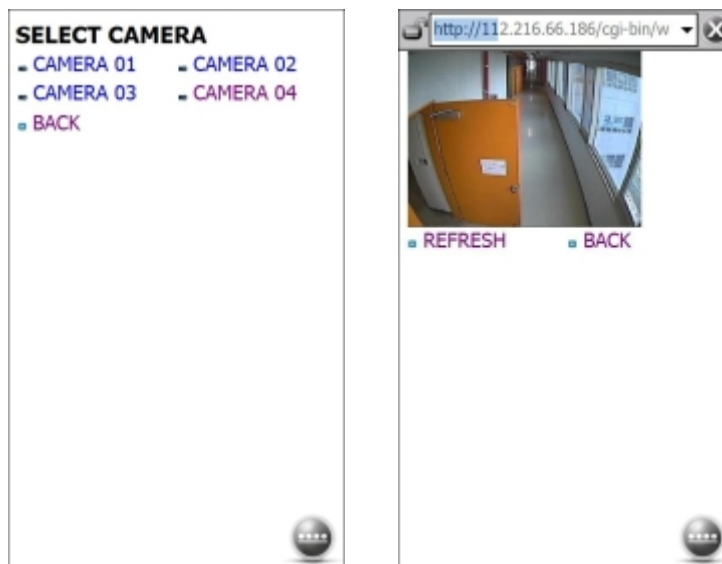 SELECT CAMERA
CAMERA 01 CAMERA 02
CAMERA 03 CAMERA 04
BACK
http://112.216.66.186/cgi-bin/w
REFRESH BACK